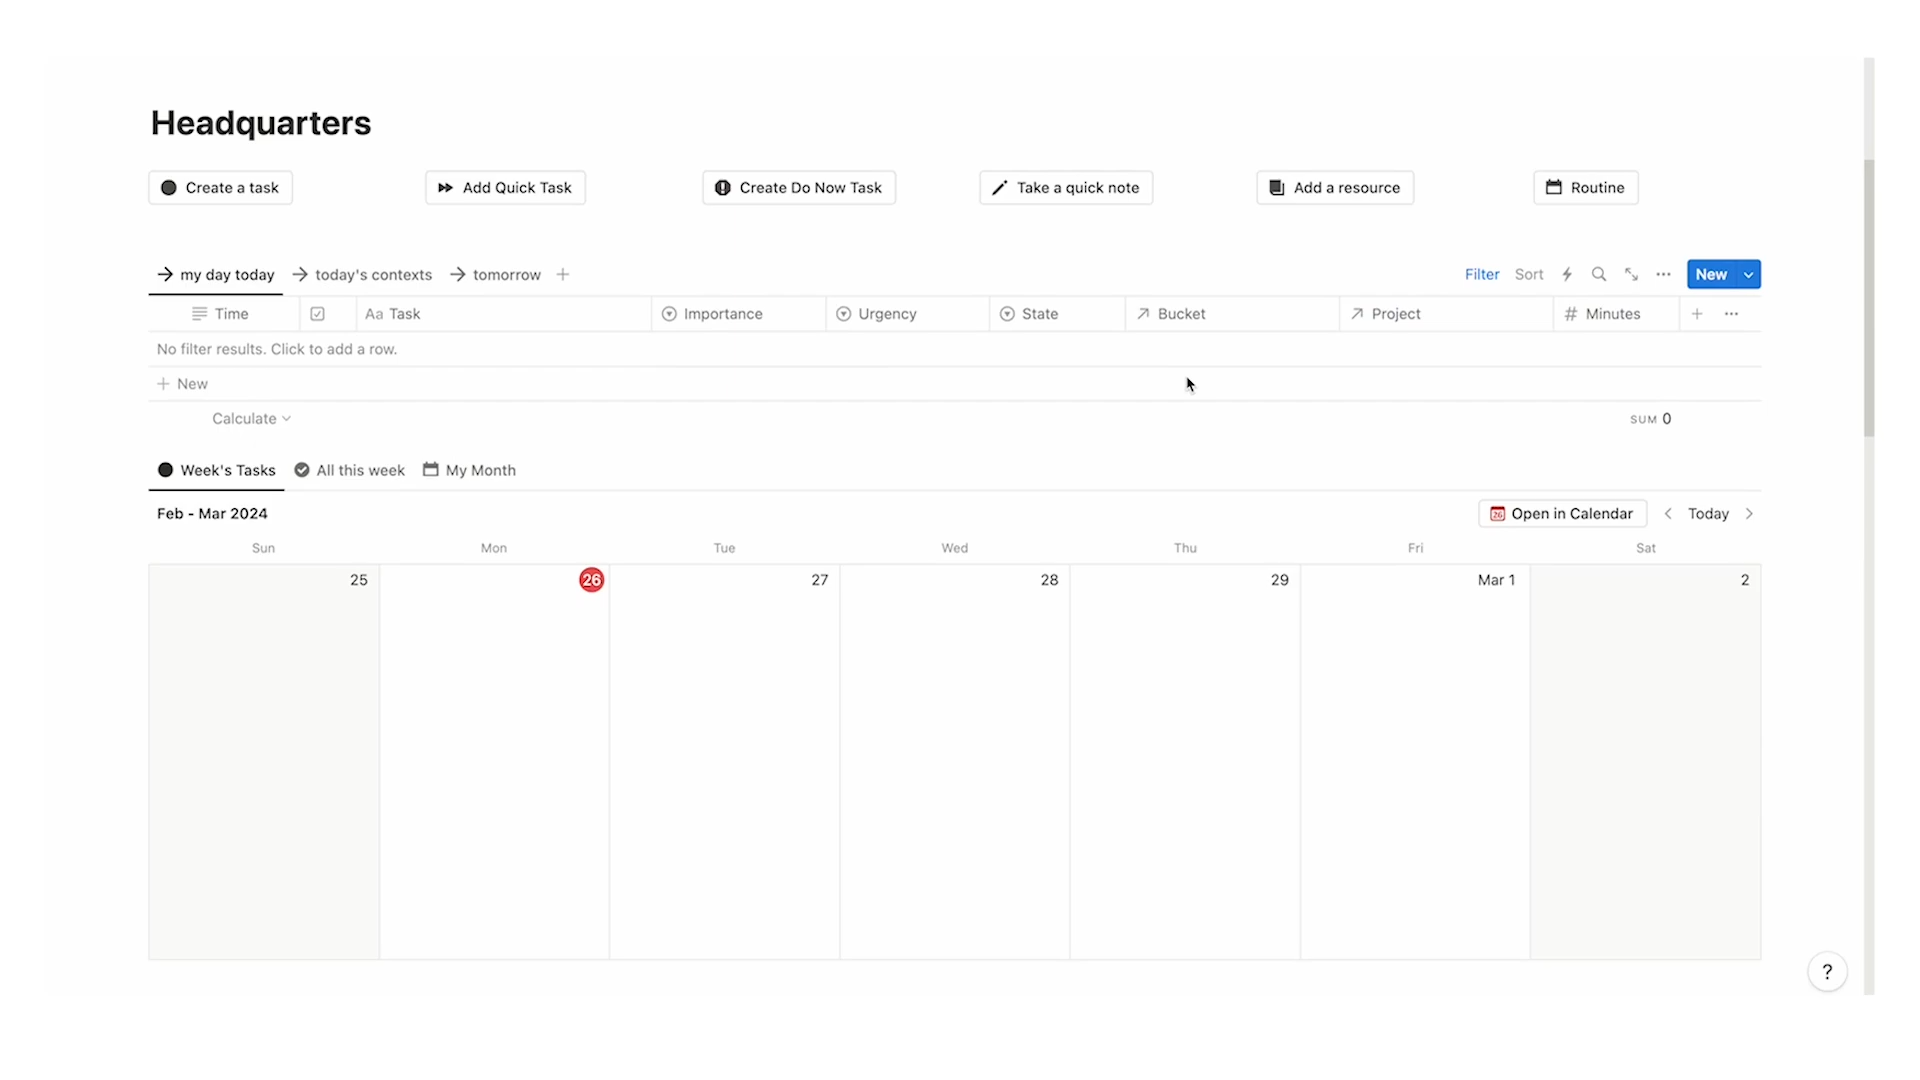 Headquarters
Create a task
Add Quick Task
Create Do Now Task
Take a quick note
Add a resource
Routine
my day today
today's contexts
tomorrow
Filter
Sort
New
Time
Aa Task
Importance
Urgency
State
Bucket
Project
# Minutes
No filter results. Click to add a row.
+ New
Calculate
SUM 0
Week's Tasks
All this week
My Month
Feb - Mar 2024
26 Open in Calendar
Today
Sun
Mon
Tue
Wed
Thu
Fri
Sat
25
26
27
28
29
Mar 1
2
?